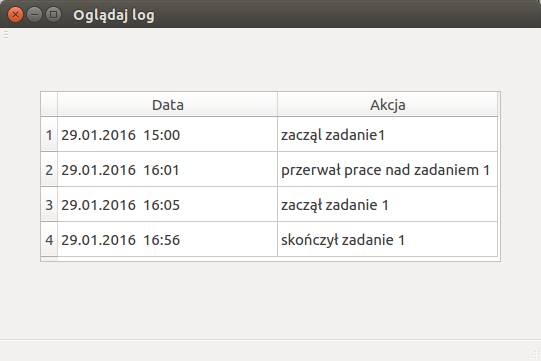 Oglądaj log
Data Akcja
1 29.01.2016 15:00 zacząl zadanie1
2 29.01.2016 16:01 przerwał prace nad zadaniem 1
3 29.01.2016 16:05 zaczął zadanie 1
4 29.01.2016 16:56 skończył zadanie 1